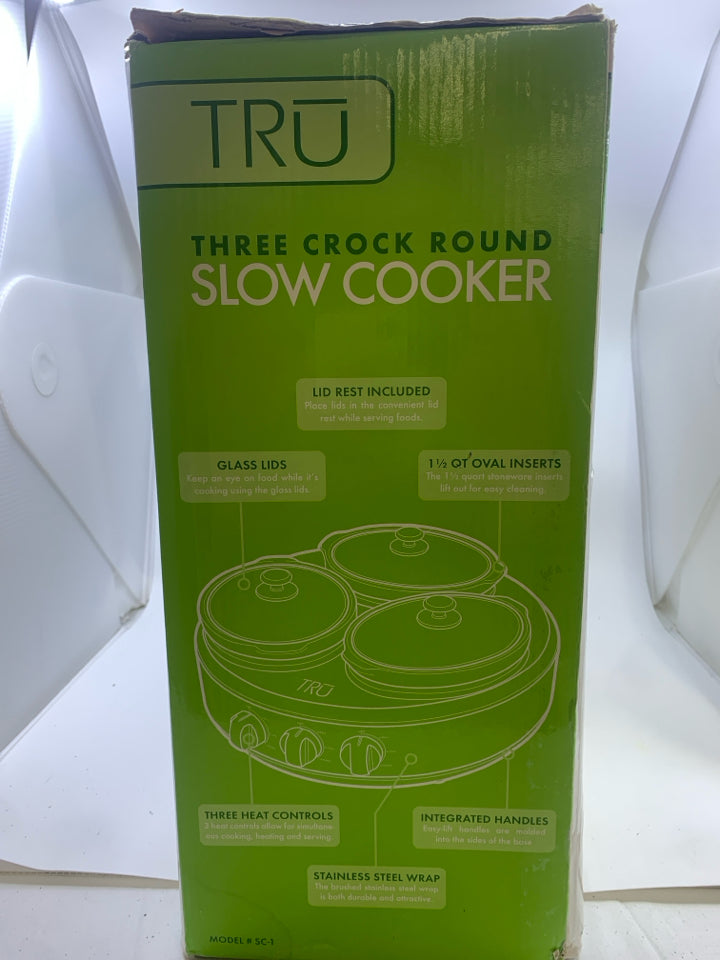 TRŪ
THREE CROCK ROUND
SLOW COOKER
LID REST INCLUDED
Place lids in the convenient lid
rest while serving foods.
GLASS LIDS
Keep an eye on food while it's
cooking using the glass lids.
1 ½ QT OVAL INSERTS
The 1½ quart stoneware inserts
lift out for easy cleaning.
TRŪ
THREE HEAT CONTROLS
3 heat controls allow for simultane-
ous cooking, heating and serving.
INTEGRATED HANDLES
Easy-lift handles are molded
into the sides of the base
STAINLESS STEEL WRAP
The brushed stainless steel wrap
is both durable and attractive.
MODEL # SC-1